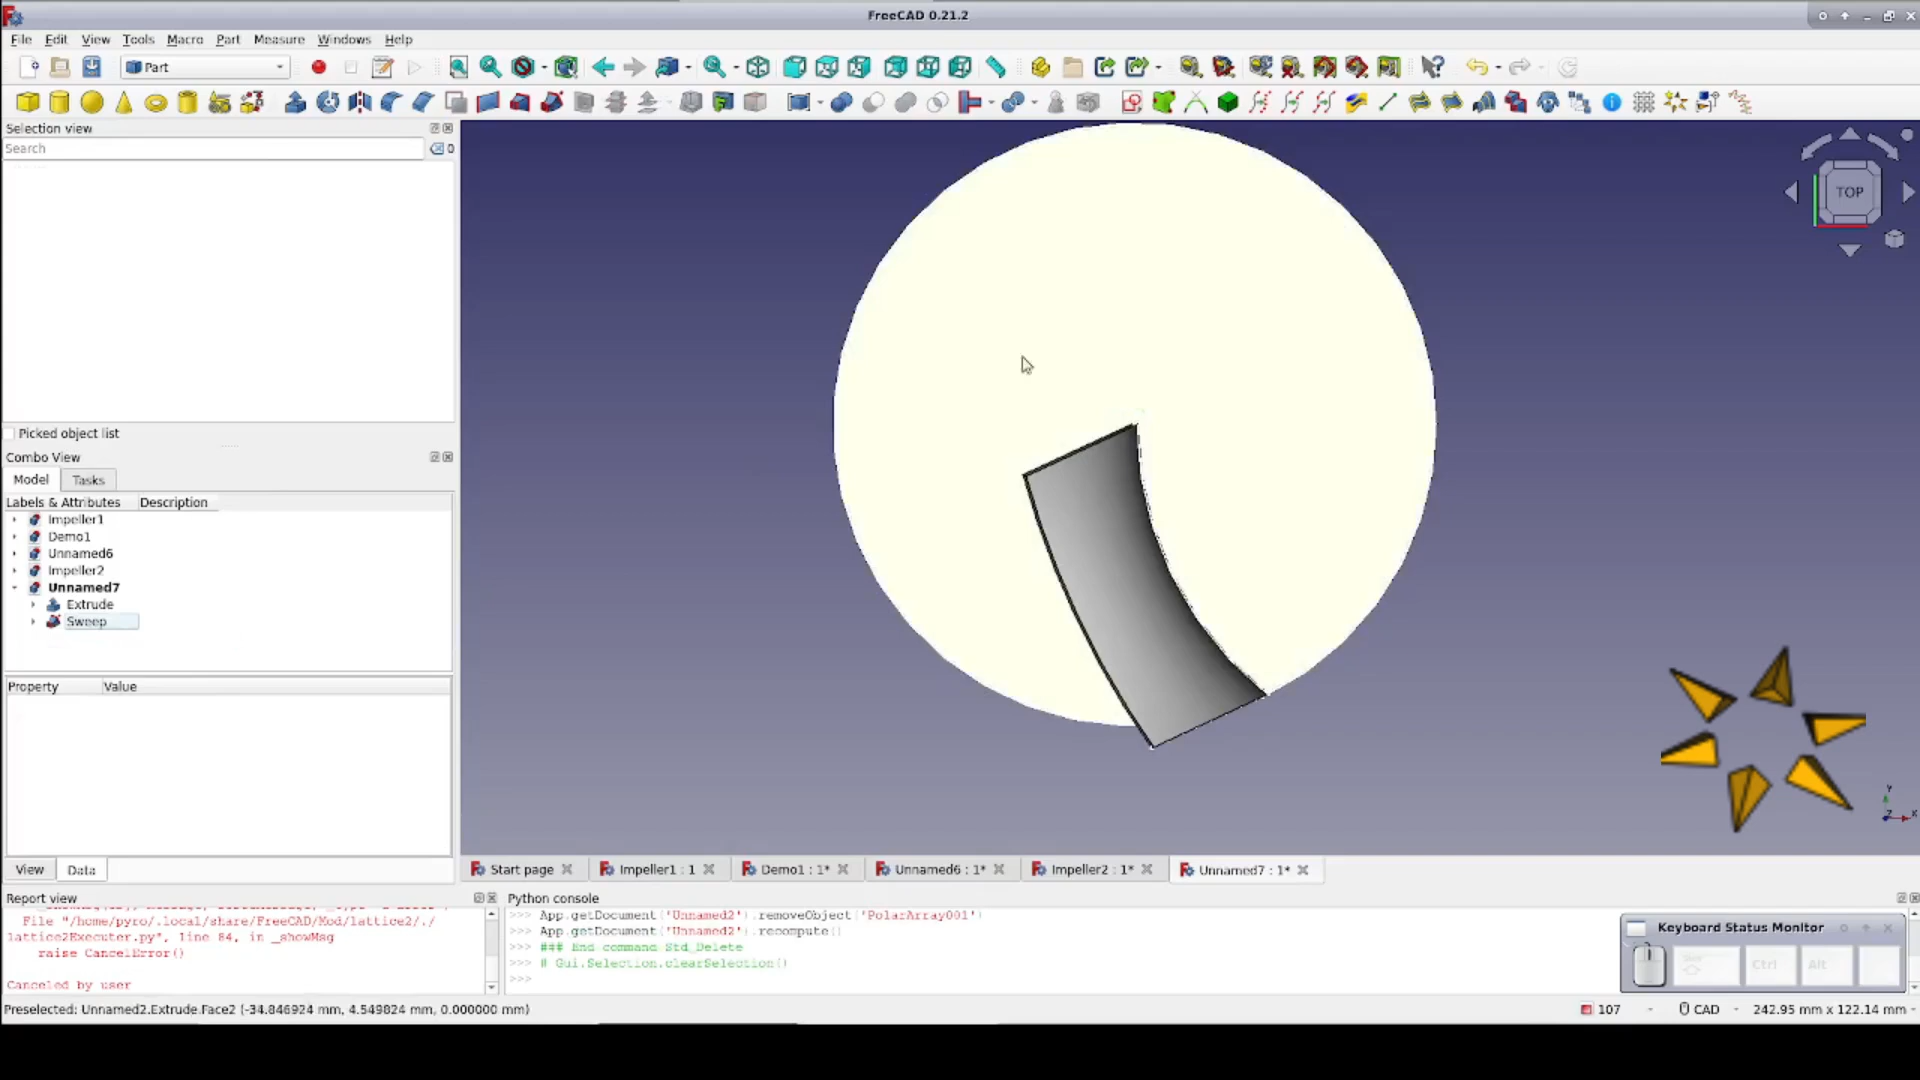 FreeCAD 0.21.2
File Edit View Tools Macro Part Measure Windows Help
Part
Selection view
Search
0
Picked object list
Combo View
Model Tasks
Labels & Attributes Description
Impeller1
Demo1
Unnamed6
Impeller2
Unnamed7
Extrude
Sweep
Property Value
View Data
TOP
Y
Z
X
Start page Impeller1 : 1 Demo1 : 1* Unnamed6 : 1* Impeller2 : 1* Unnamed7 : 1*
Report view
File "/home/pyro/.local/share/FreeCAD/Mod/lattice2/./
lattice2Executer.py", line 84, in _showMsg
raise CancelError()
Canceled by user
Python console
>>> App.getDocument('Unnamed2').removeObject('PolarArray001')
>>> App.getDocument('Unnamed2').recompute()
>>> ### End command Std_Delete
>>> # Gui.Selection.clearSelection()
>>>
Keyboard Status Monitor
Ctrl Alt
Preselected: Unnamed2.Extrude.Face2 (-34.846924 mm, 4.549824 mm, 0.000000 mm)
107 CAD 242.95 mm x 122.14 mm